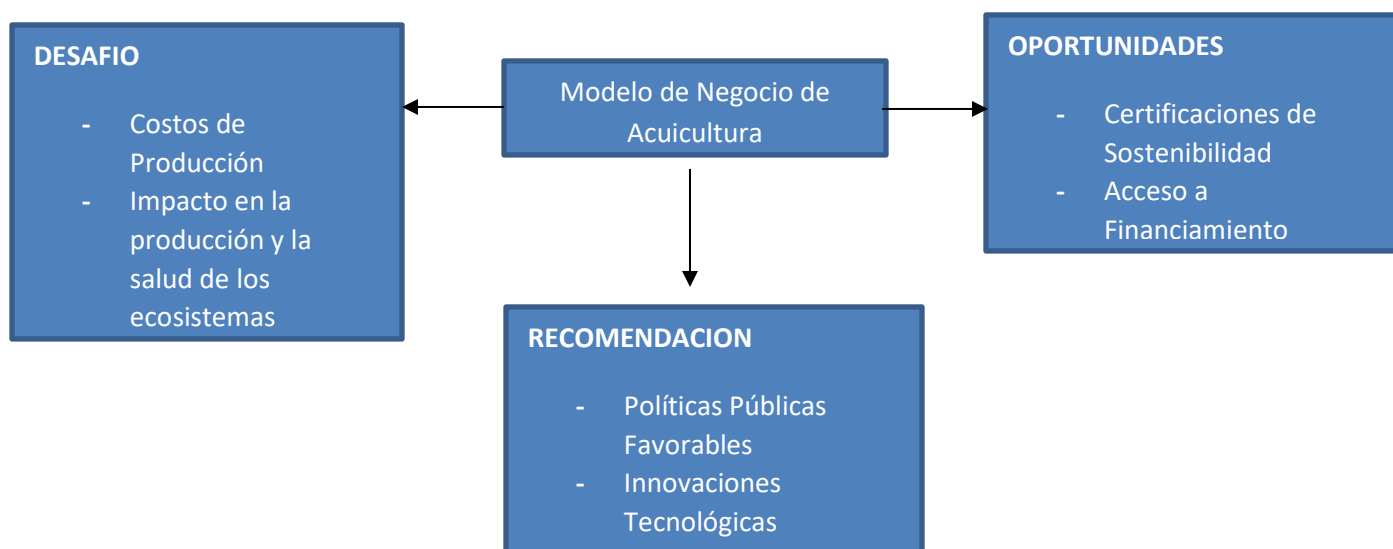 DESAFIO
- Costos de
Producción
- Impacto en la
producción y la
salud de los
ecosistemas
Modelo de Negocio de
Acuicultura
OPORTUNIDADES
- Certificaciones de
Sostenibilidad
- Acceso a
Financiamiento
RECOMENDACION
- Políticas Públicas
Favorables
- Innovaciones
Tecnológicas